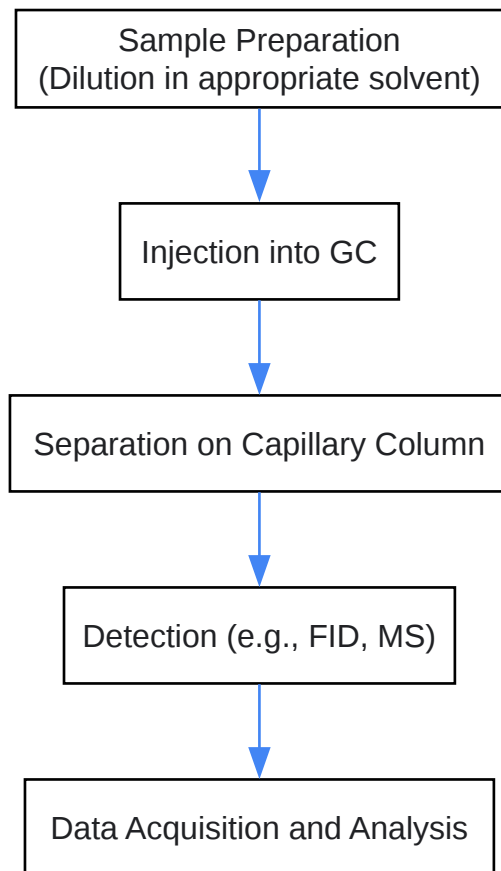 Sample Preparation
(Dilution in appropriate solvent)
Injection into GC
Separation on Capillary Column
Detection (e.g., FID, MS)
Data Acquisition and Analysis